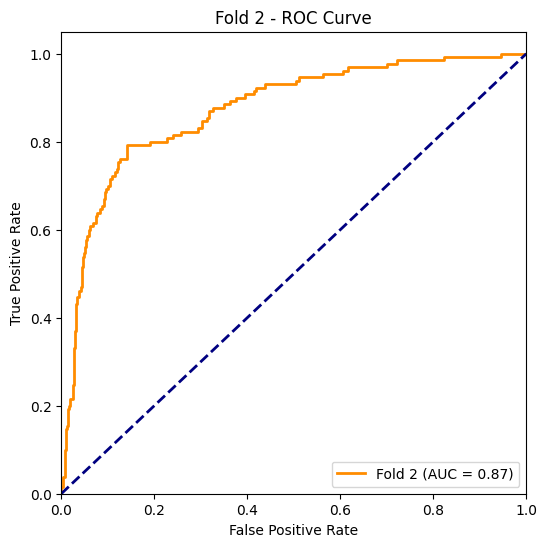 Fold 2 - ROC Curve
True Positive Rate
1.0
0.8
0.6
0.4
0.2
0.0
0.0 0.2 0.4 0.6 0.8 1.0
False Positive Rate
Fold 2 (AUC = 0.87)